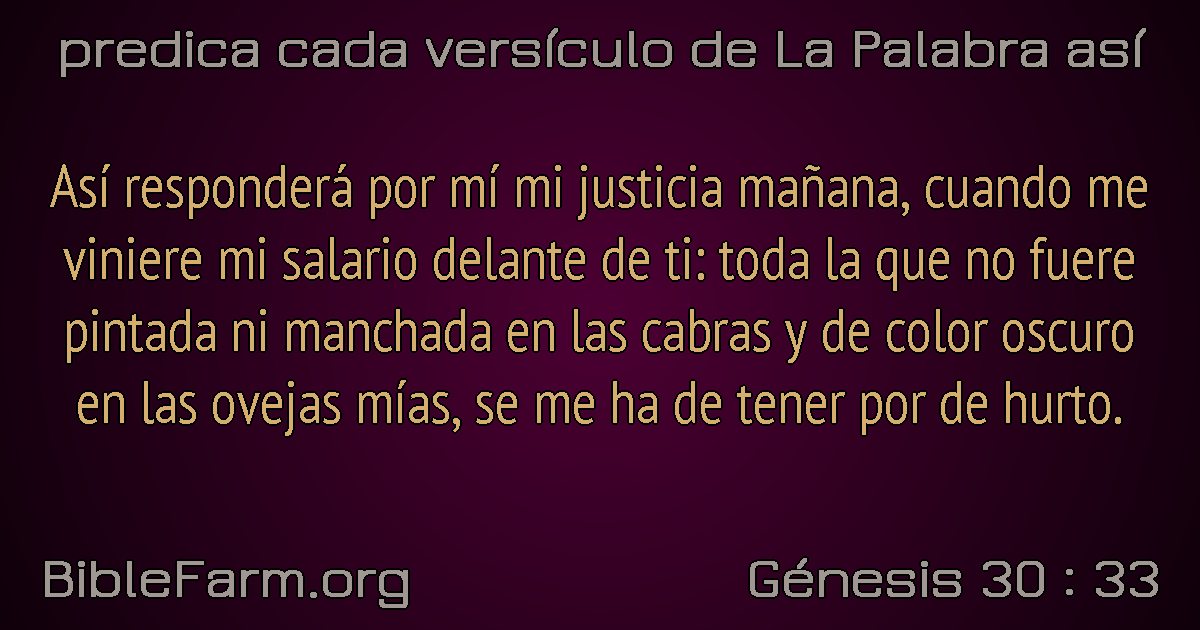 predica cada versículo de La Palabra así
Así responderá por mí mi justicia mañana, cuando me
viniere mi salario delante de ti: toda la que no fuere
pintada ni manchada en las cabras y de color oscuro
en las ovejas mías, se me ha de tener por de hurto.
BibleFarm.org
Génesis 30 : 33